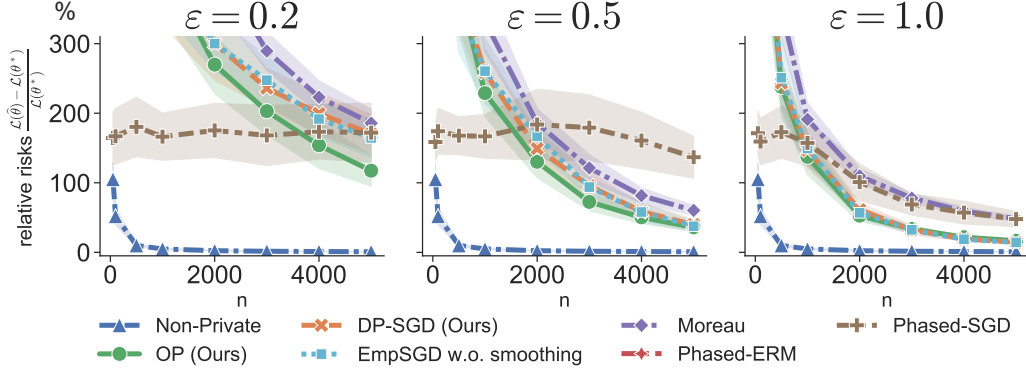 %
ε = 0.2
ε = 0.5
ε = 1.0
relative risks (ℒ(θ̂) − ℒ(θ*)) / ℒ(θ*)
300
200
100
0
0 2000 4000
n
0 2000 4000
n
0 2000 4000
n
Non-Private
DP-SGD (Ours)
Moreau
Phased-SGD
OP (Ours)
EmpSGD w.o. smoothing
Phased-ERM